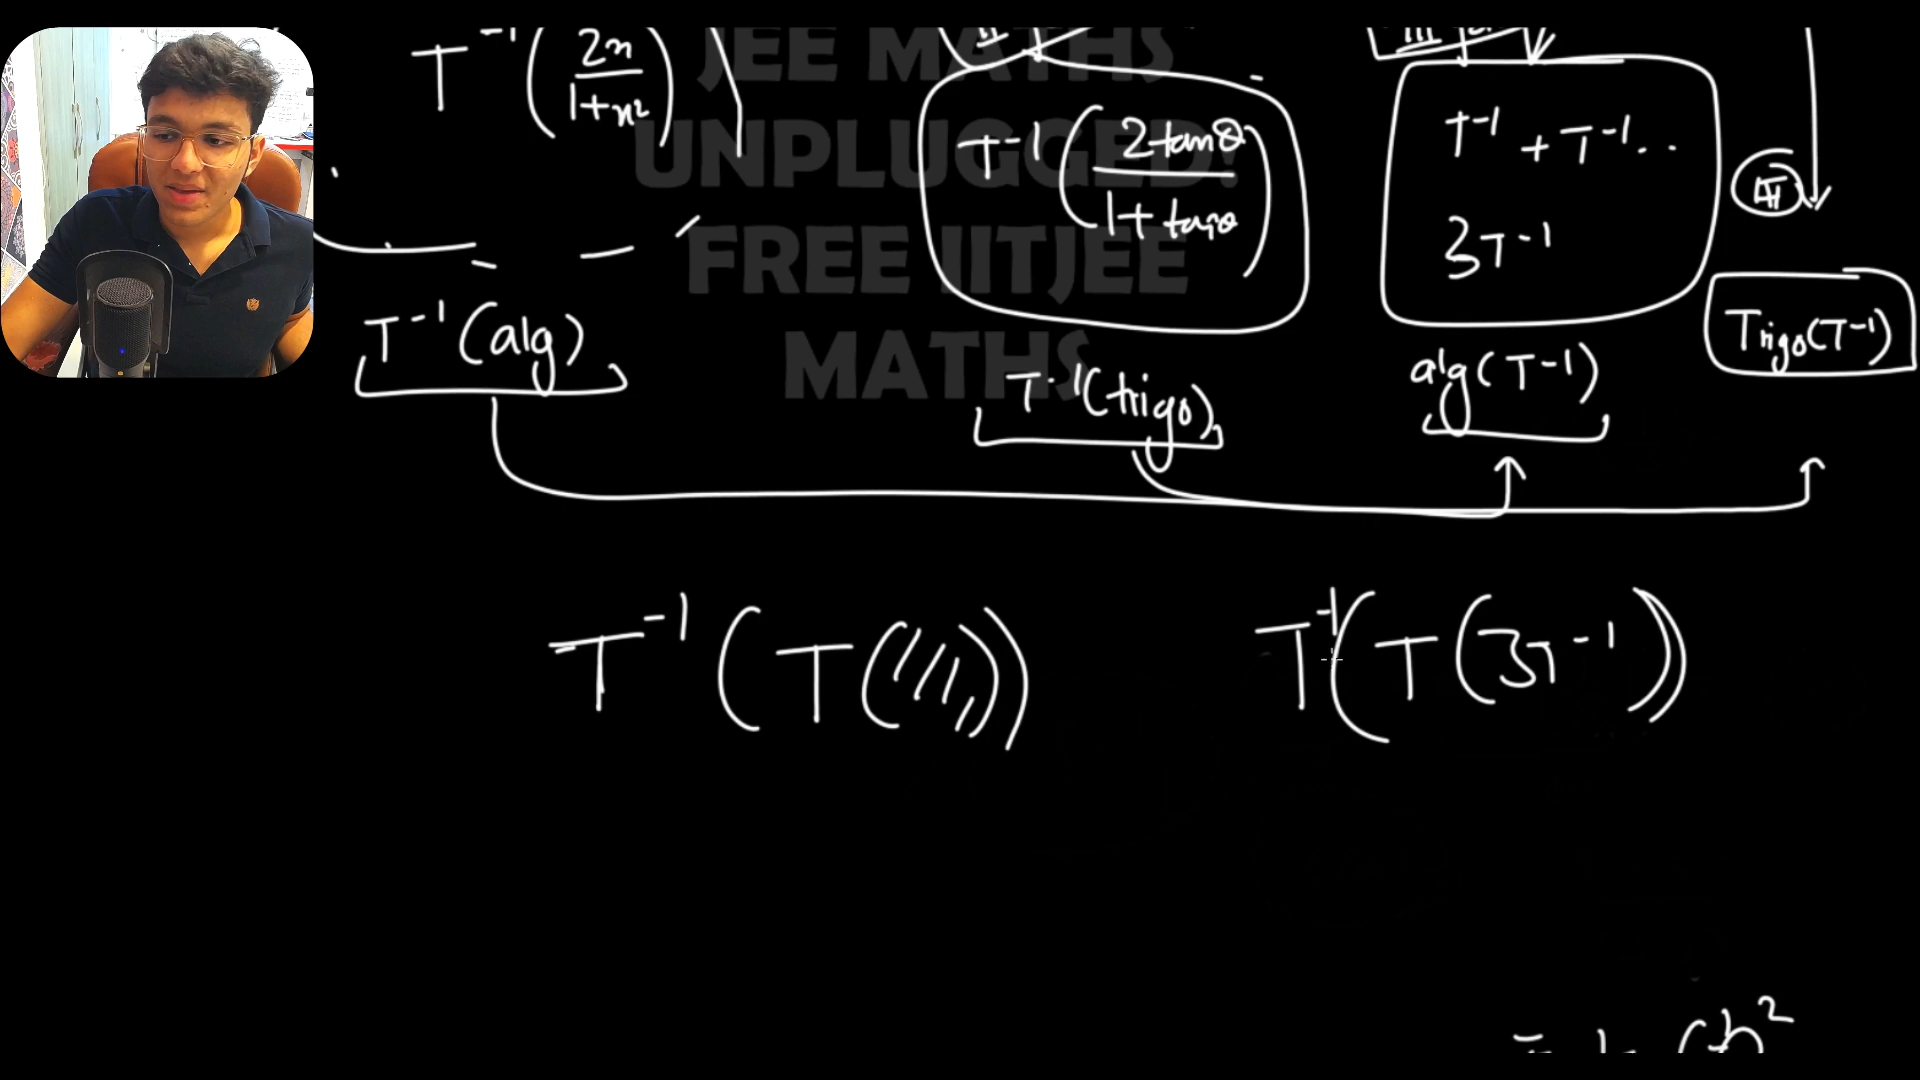 T⁻¹(2x/1+x²)
T⁻¹(2tanθ/1+tanθ)
T⁻¹ + T⁻¹..
3T⁻¹
T⁻¹(alg)
T⁻¹(trigo)
alg(T⁻¹)
Trigo(T⁻¹)
T⁻¹(T(///))
T⁻¹(T(3T⁻¹))
JEE MATHS
UNPLUGGED!
FREE IITJEE
MATHS